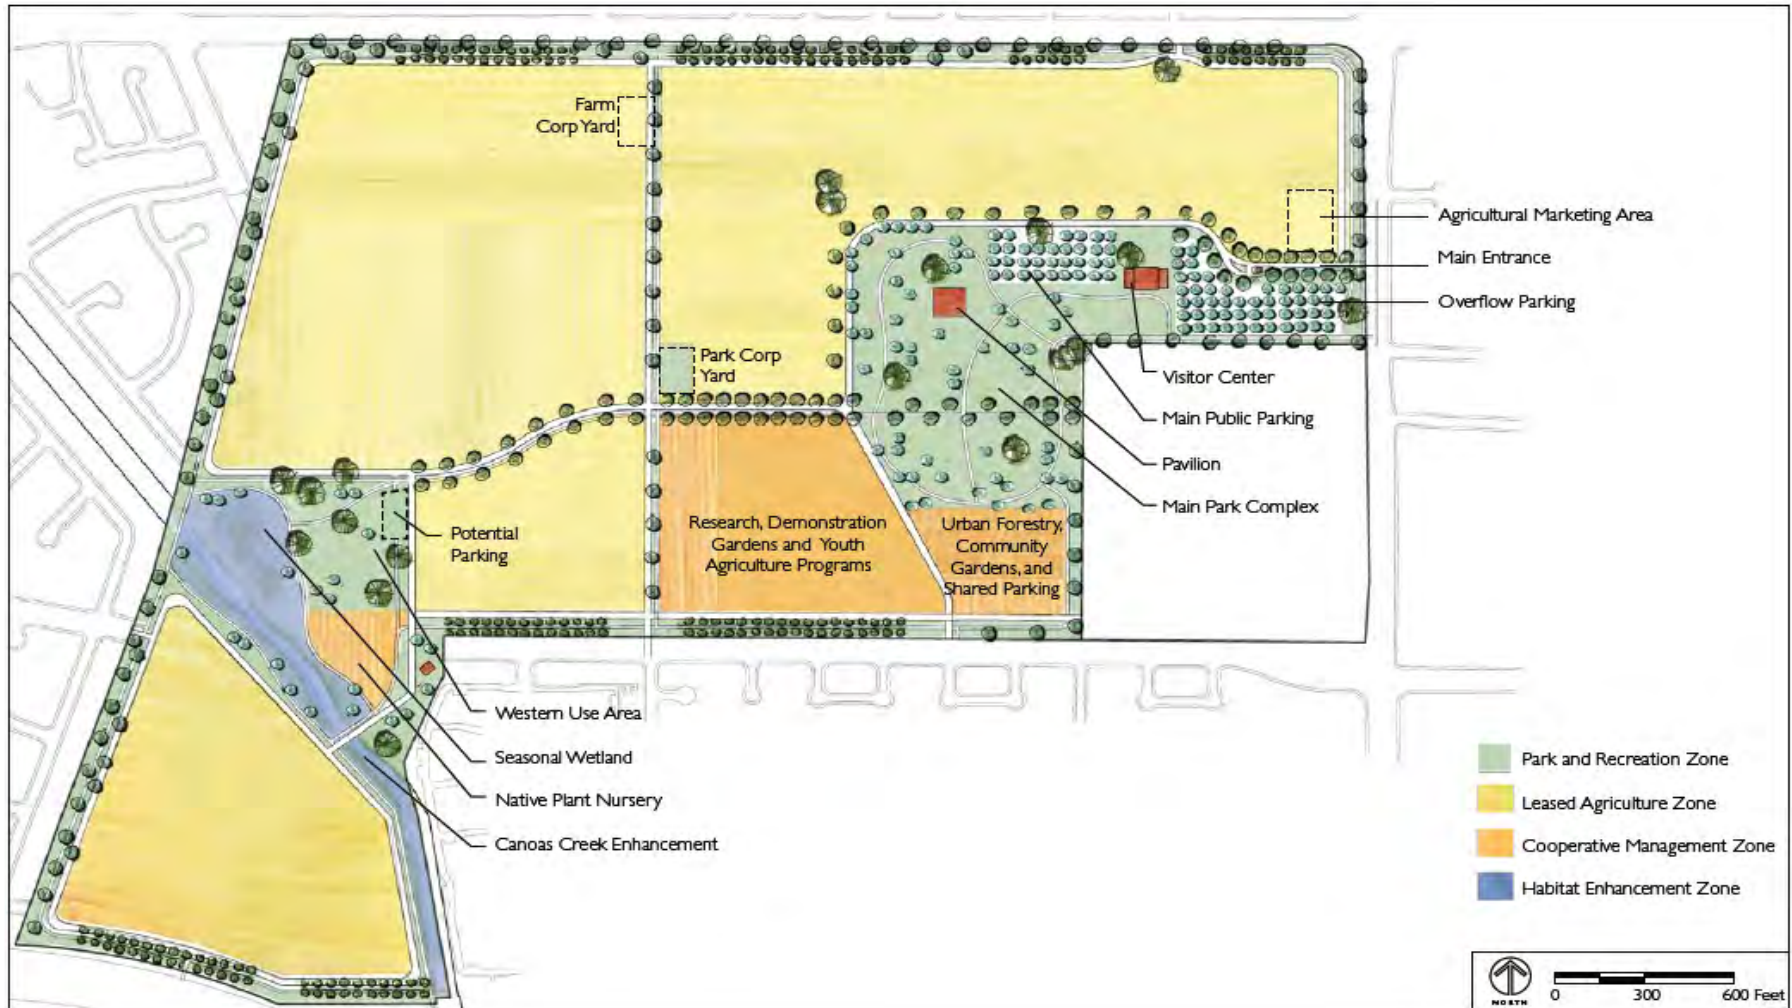 Farm
Corp Yard
Agricultural Marketing Area
Main Entrance
Overflow Parking
Park Corp
Yard
Visitor Center
Main Public Parking
Pavilion
Main Park Complex
Potential
Parking
Research, Demonstration
Gardens and Youth
Agriculture Programs
Urban Forestry,
Community
Gardens, and
Shared Parking
Western Use Area
Seasonal Wetland
Native Plant Nursery
Canoas Creek Enhancement
Park and Recreation Zone
Leased Agriculture Zone
Cooperative Management Zone
Habitat Enhancement Zone
NORTH
0 300 600 Feet